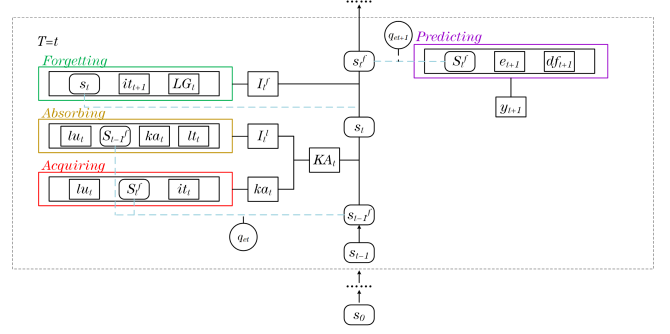 ......
T=t
q_{et+1}
Predicting
Forgetting
s_t^f
S_t^f e_{t+1} df_{t+1}
s_t it_{t+1} LG_t I_t^f
y_{t+1}
Absorbing
s_t
lu_t S_{t-1}^f ka_t lt_t I_t^l
KA_t
Acquiring
lu_t S_t^f it_t ka_t
s_{t-1}^f
q_{et}
s_{t-1}
......
s_0